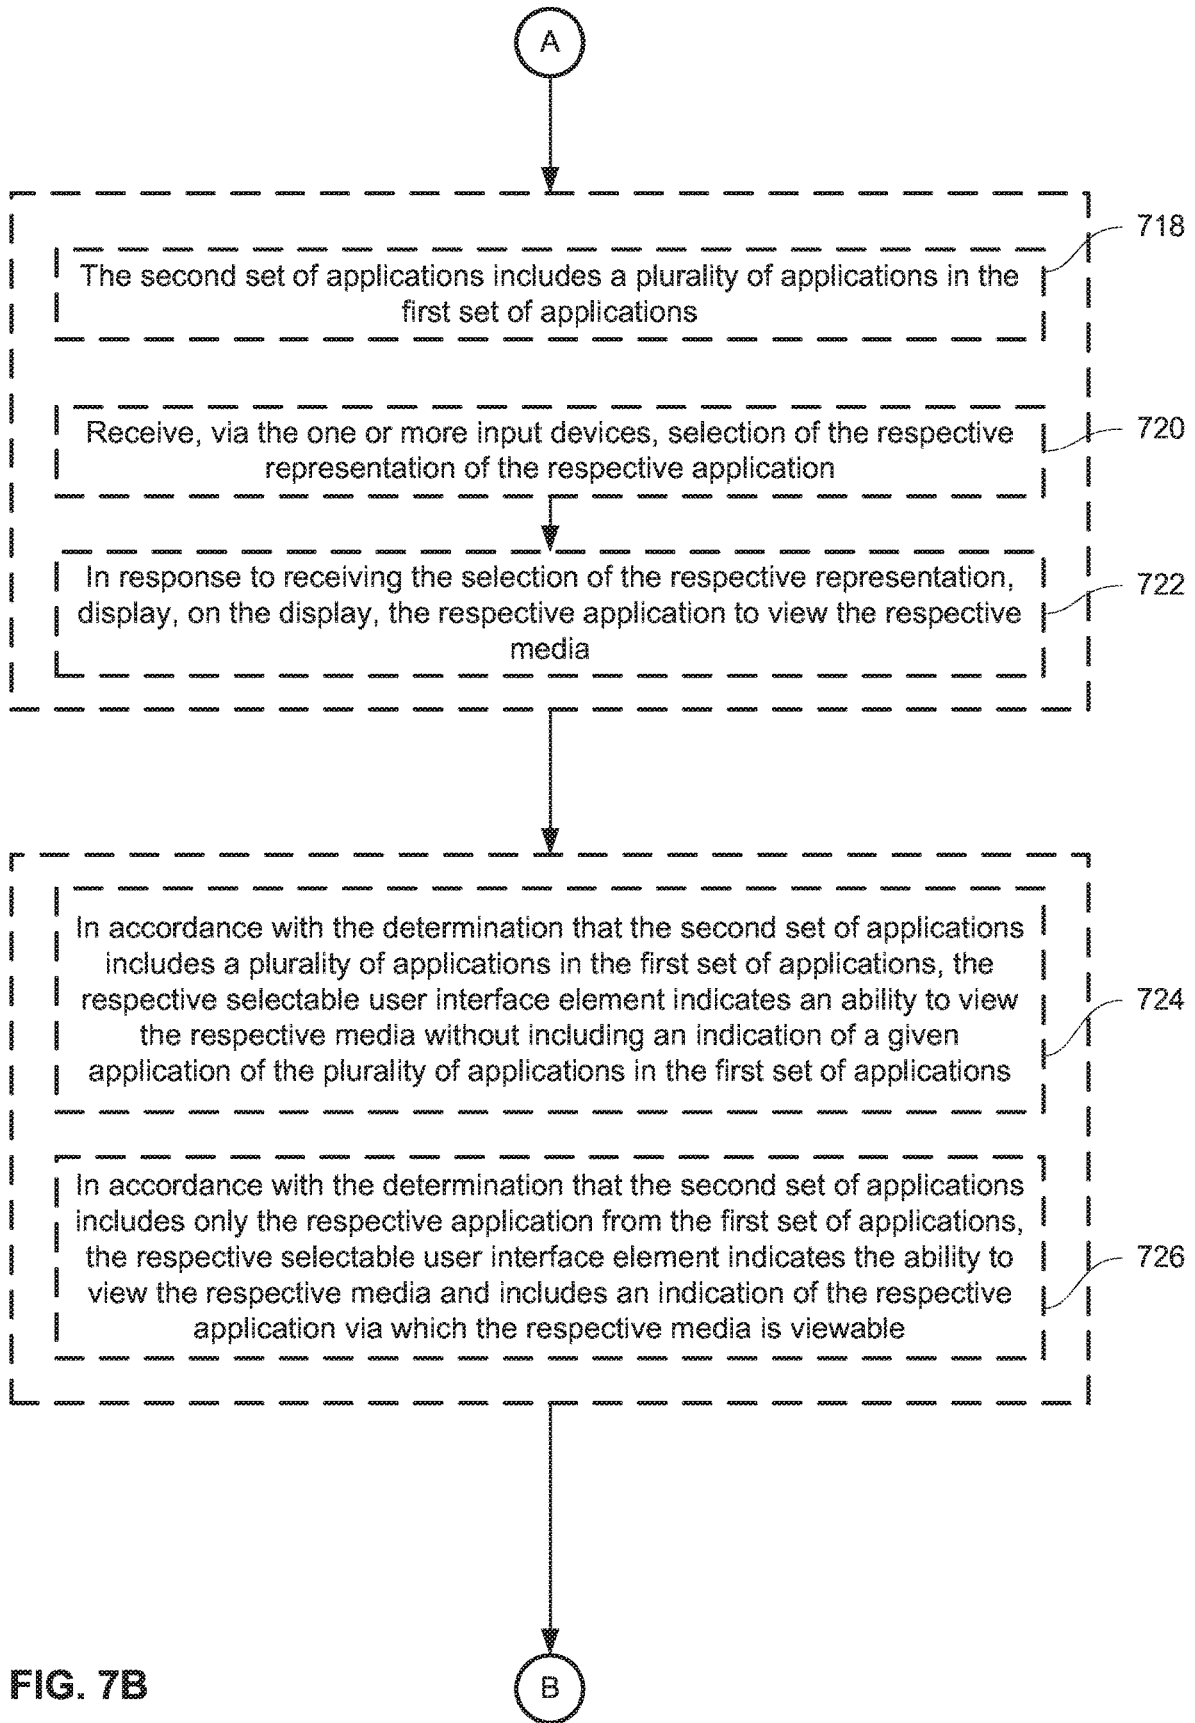 A
718
The second set of applications includes a plurality of applications in the
first set of applications
720
Receive, via the one or more input devices, selection of the respective
representation of the respective application
722
In response to receiving the selection of the respective representation,
display, on the display, the respective application to view the respective
media
724
In accordance with the determination that the second set of applications
includes a plurality of applications in the first set of applications, the
respective selectable user interface element indicates an ability to view
the respective media without including an indication of a given
application of the plurality of applications in the first set of applications
726
In accordance with the determination that the second set of applications
includes only the respective application from the first set of applications,
the respective selectable user interface element indicates the ability to
view the respective media and includes an indication of the respective
application via which the respective media is viewable
B
FIG. 7B